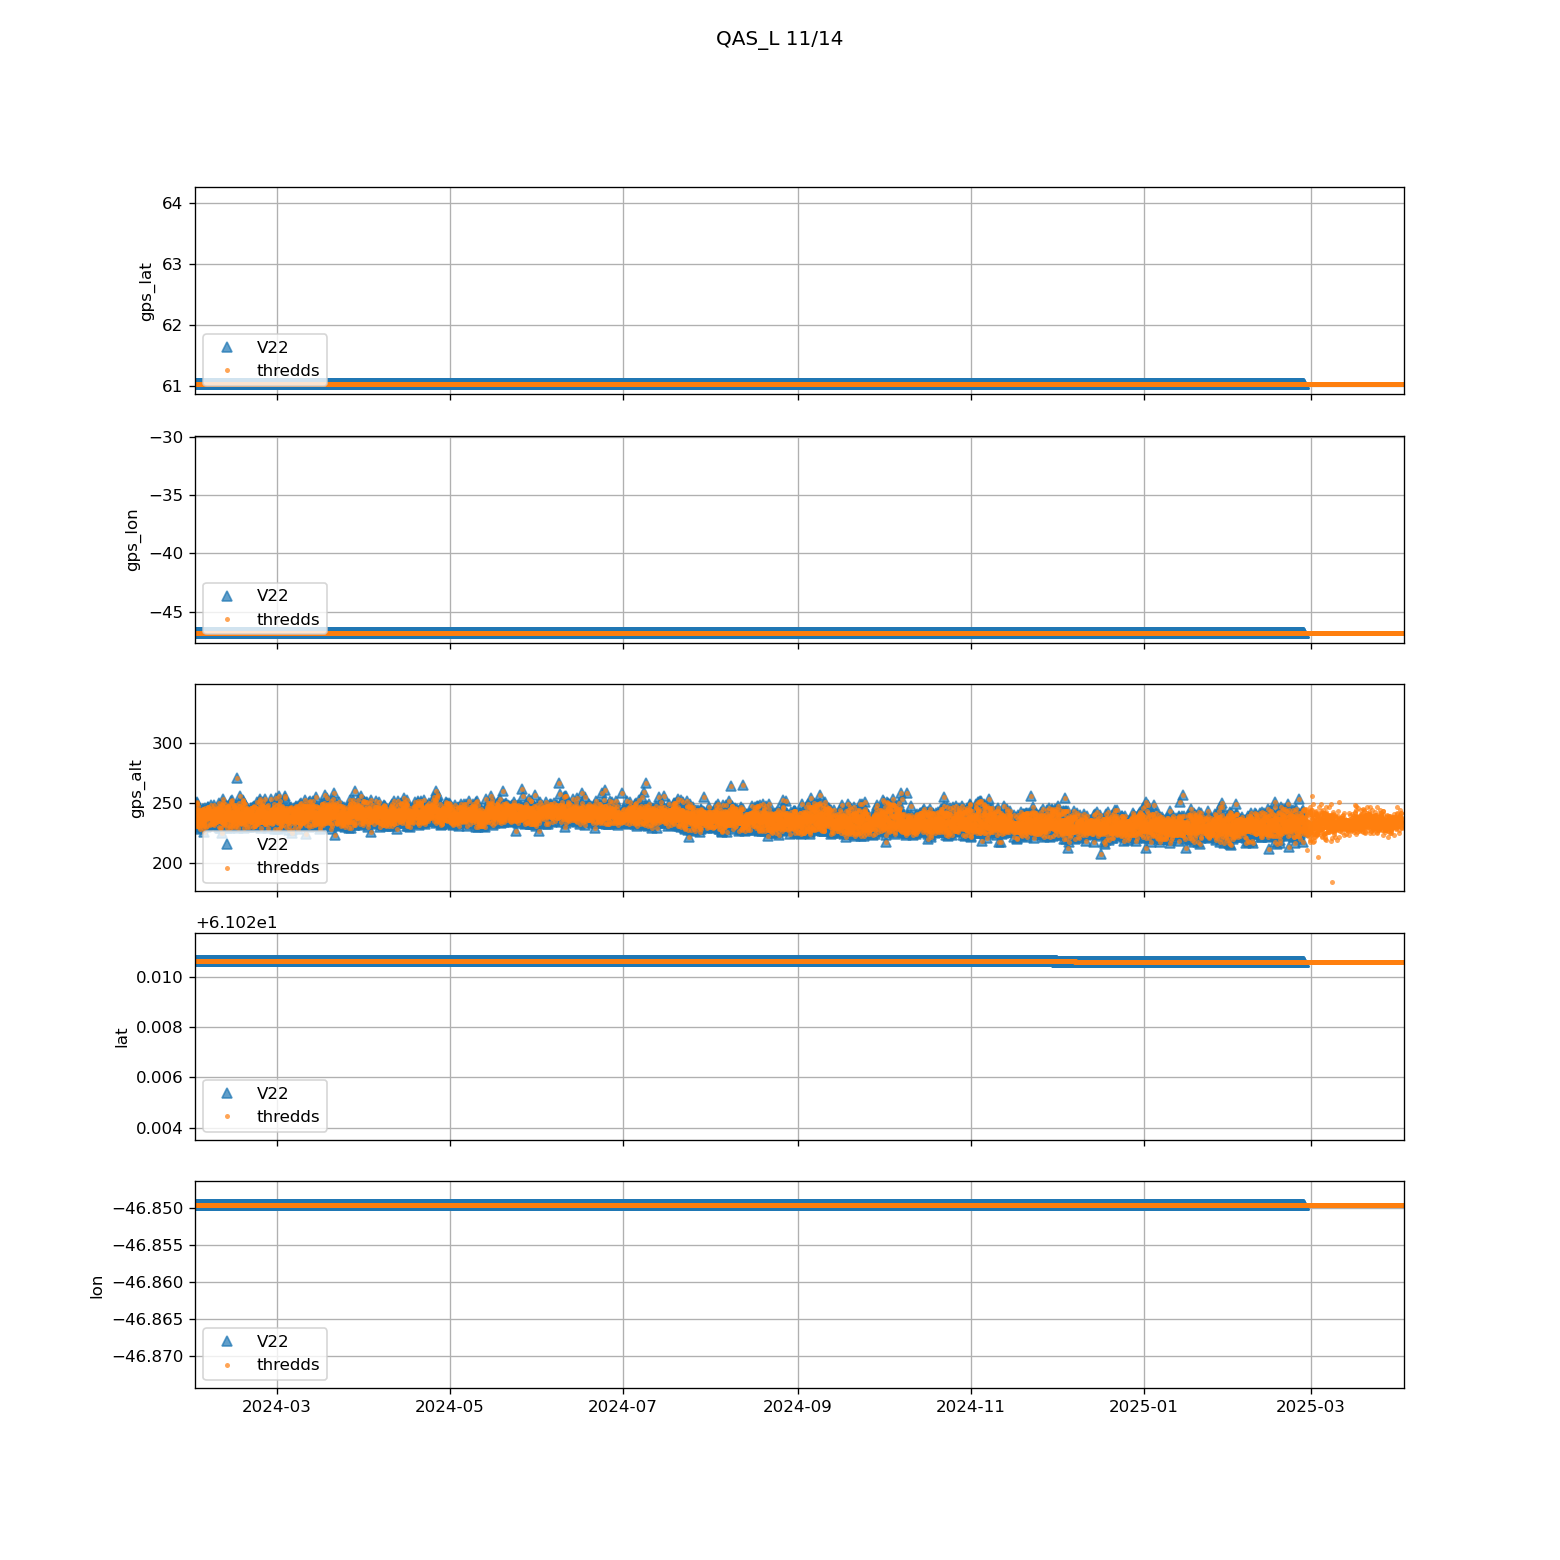 QAS_L 11/14
gps_lat
64
63
62
61
V22
thredds
gps_lon
−30
−35
−40
−45
V22
thredds
gps_alt
300
250
200
V22
thredds
+6.102e1
lat
0.010
0.008
0.006
0.004
V22
thredds
lon
−46.850
−46.855
−46.860
−46.865
−46.870
V22
thredds
2024-03 2024-05 2024-07 2024-09 2024-11 2025-01 2025-03